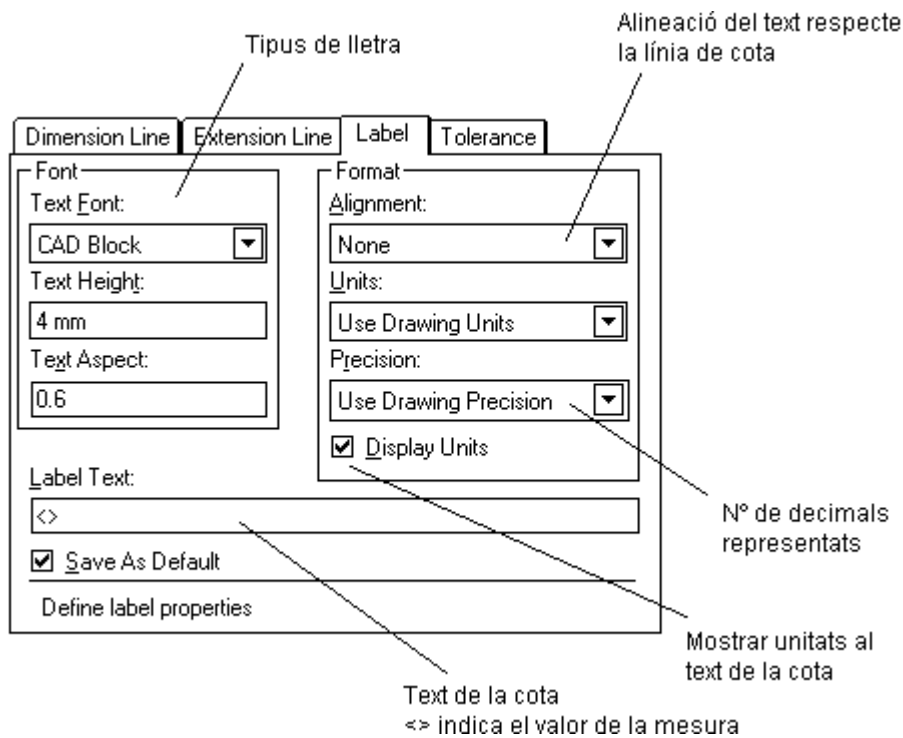 Tipus de lletra
Alineació del text respecte
la línia de cota
Dimension Line
Extension Line
Label
Tolerance
Font
Text Font:
CAD Block
Text Height:
4 mm
Text Aspect:
0.6
Format
Alignment:
None
Units:
Use Drawing Units
Precision:
Use Drawing Precision
Display Units
Label Text:
<>
Save As Default
Define label properties
Nº de decimals
representats
Mostrar unitats al
text de la cota
Text de la cota
<> indica el valor de la mesura